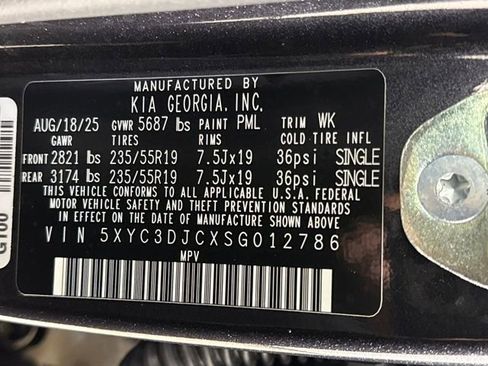 MANUFACTURED BY
KIA GEORGIA, INC.
AUG/18/25 GVWR 5687 lbs PAINT PML TRIM WK
GAWR TIRES RIMS COLD TIRE INF.
FRONT 2821 lbs 235/55R19 7.5Jx19 36psi SINGLE
REAR 3174 lbs 235/55R19 7.5Jx19 36psi SINGLE
THIS VEHICLE CONFORMS TO ALL APPLICABLE U.S.A. FEDERAL
MOTOR VEHICLE SAFETY AND THEFT PREVENTION STANDARDS
IN EFFECT ON THE DATE OF MANUFACTURE SHOWN ABOVE.
VIN 5XYC3DJCXSG012786
MPV